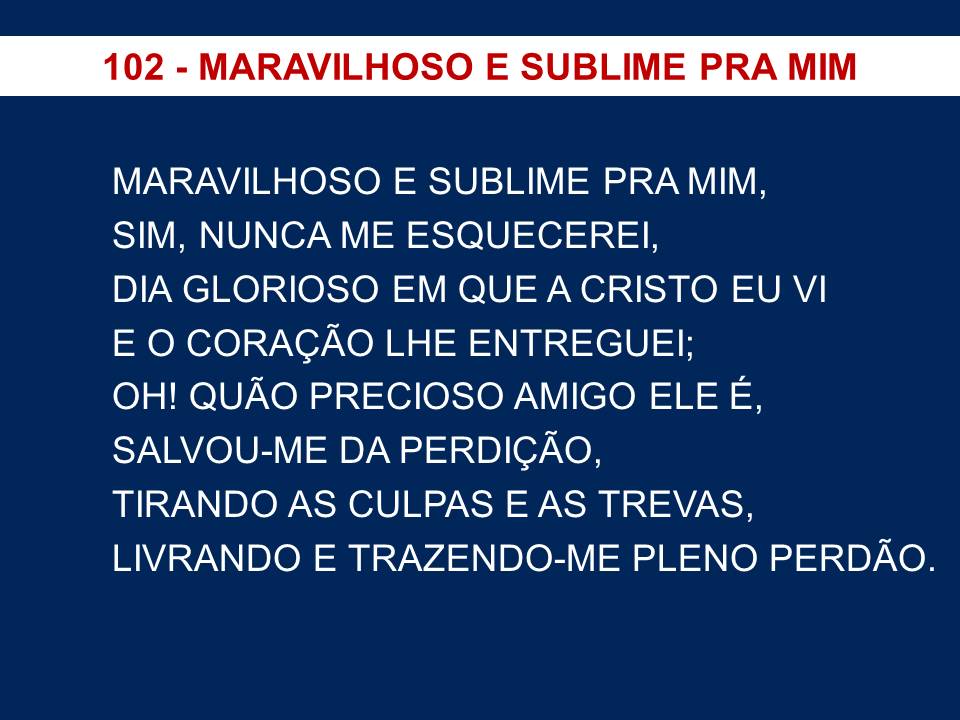 102 - MARAVILHOSO E SUBLIME PRA MIM
MARAVILHOSO E SUBLIME PRA MIM,
SIM, NUNCA ME ESQUECEREI,
DIA GLORIOSO EM QUE A CRISTO EU VI
E O CORAÇÃO LHE ENTREGUEI;
OH! QUÃO PRECIOSO AMIGO ELE É,
SALVOU-ME DA PERDIÇÃO,
TIRANDO AS CULPAS E AS TREVAS,
LIVRANDO E TRAZENDO-ME PLENO PERDÃO.